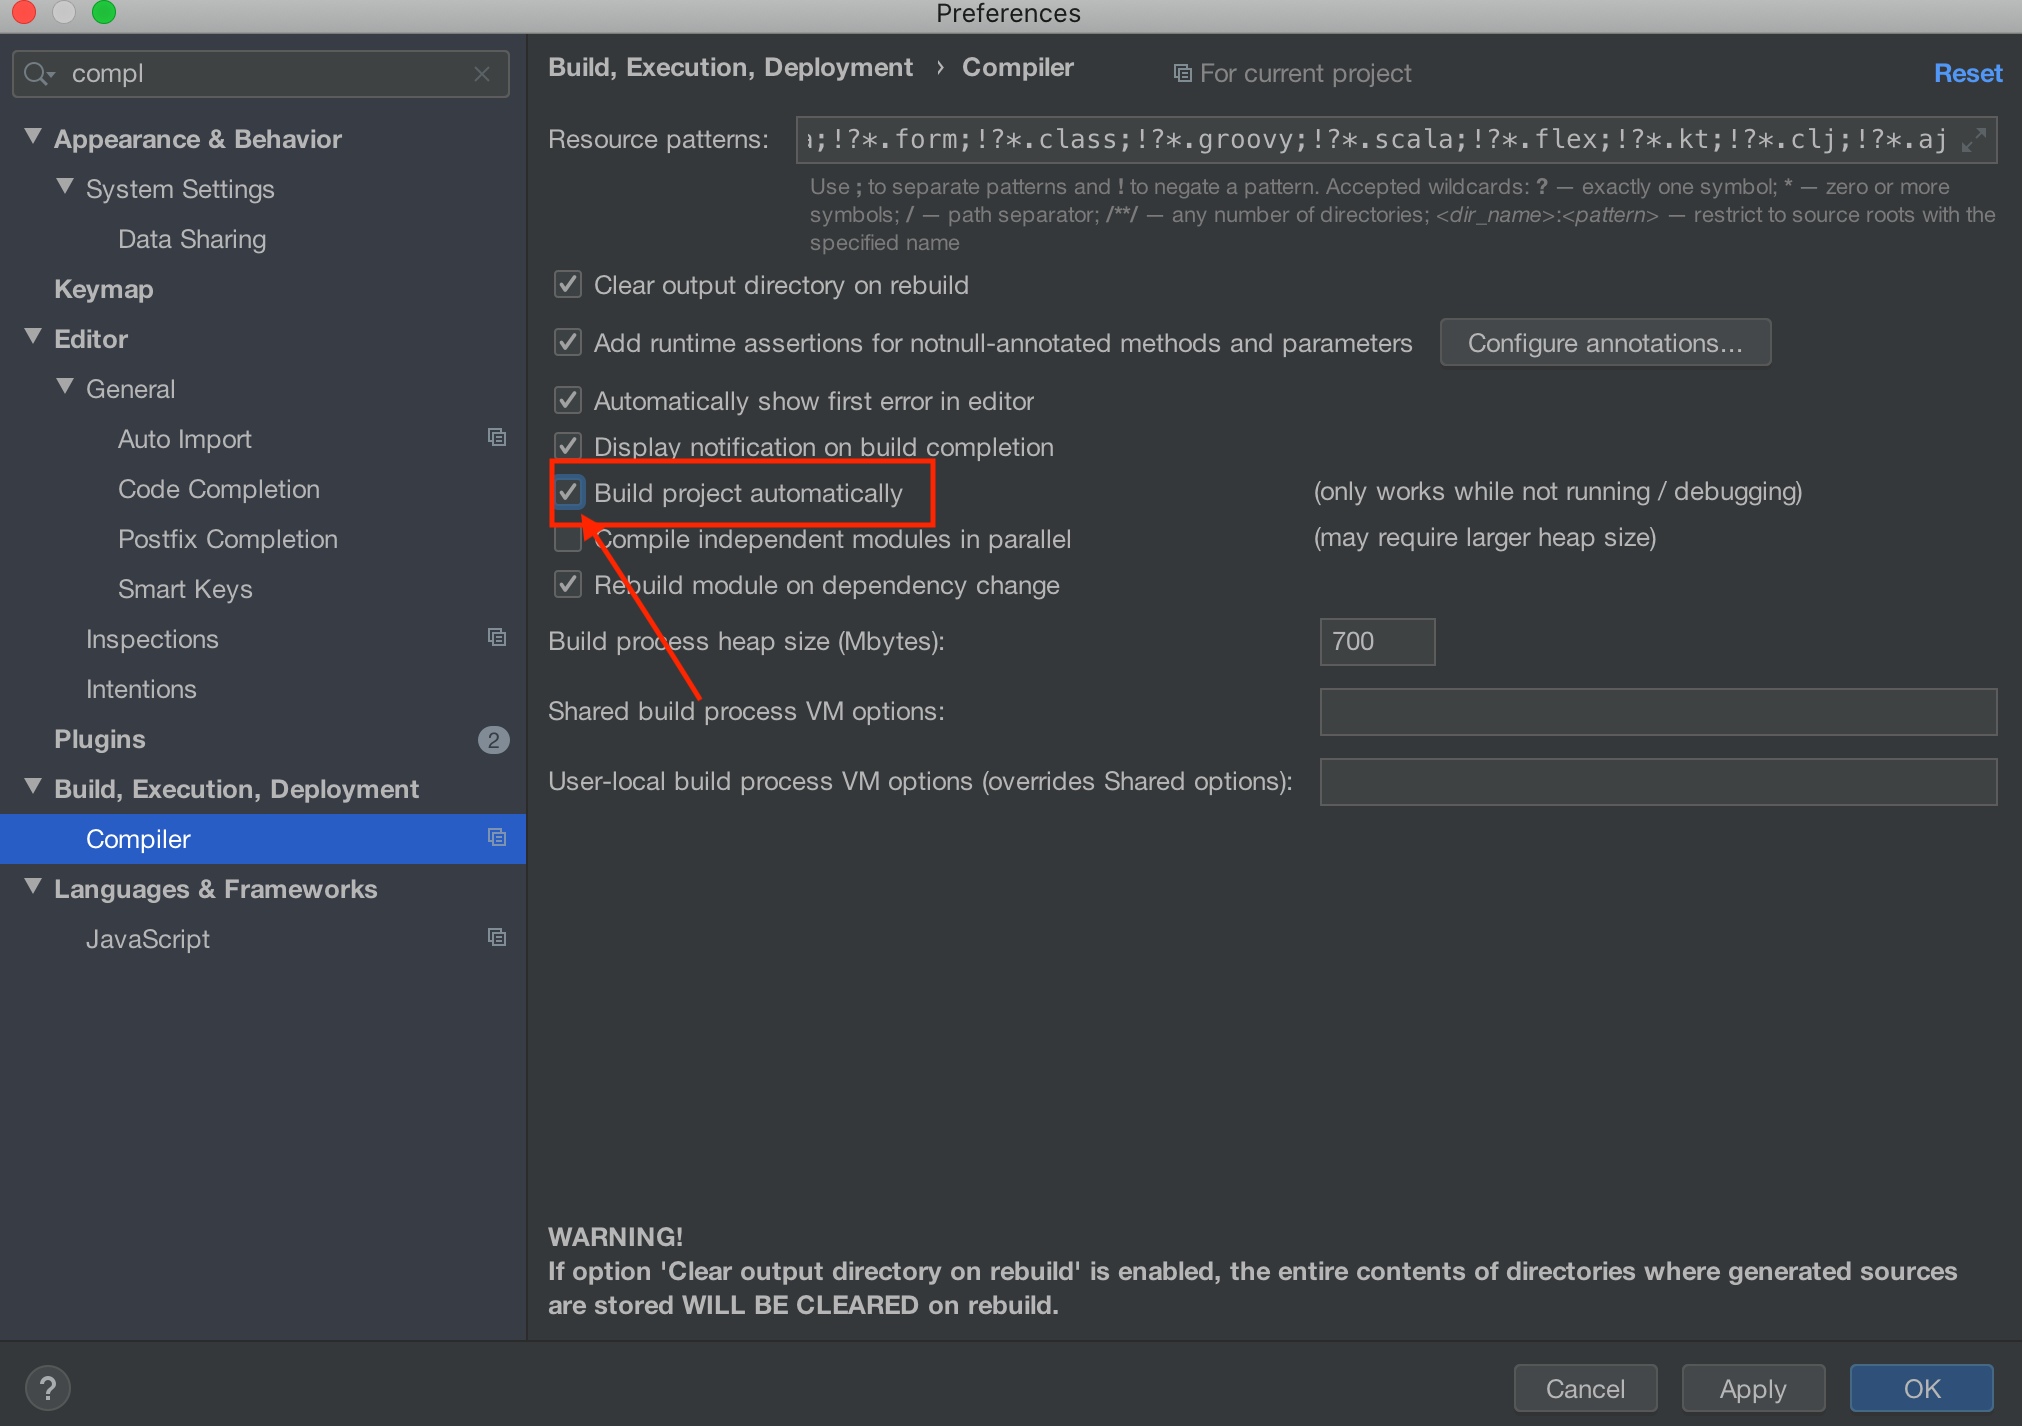 Preferences
compl
Appearance & Behavior
System Settings
Data Sharing
Keymap
Editor
General
Auto Import
Code Completion
Postfix Completion
Smart Keys
Inspections
Intentions
Plugins 2
Build, Execution, Deployment
Compiler
Languages & Frameworks
JavaScript
Build, Execution, Deployment › Compiler For current project Reset
Resource patterns: ;!?*.form;!?*.class;!?*.groovy;!?*.scala;!?*.flex;!?*.kt;!?*.clj;!?*.aj
Use ; to separate patterns and ! to negate a pattern. Accepted wildcards: ? — exactly one symbol; * — zero or more
symbols; / — path separator; /**/ — any number of directories; <dir_name>:<pattern> — restrict to source roots with the
specified name
Clear output directory on rebuild
Add runtime assertions for notnull-annotated methods and parameters Configure annotations...
Automatically show first error in editor
Display notification on build completion
Build project automatically (only works while not running / debugging)
Compile independent modules in parallel (may require larger heap size)
Rebuild module on dependency change
Build process heap size (Mbytes): 700
Shared build process VM options:
User-local build process VM options (overrides Shared options):
WARNING!
If option 'Clear output directory on rebuild' is enabled, the entire contents of directories where generated sources
are stored WILL BE CLEARED on rebuild.
? Cancel Apply OK